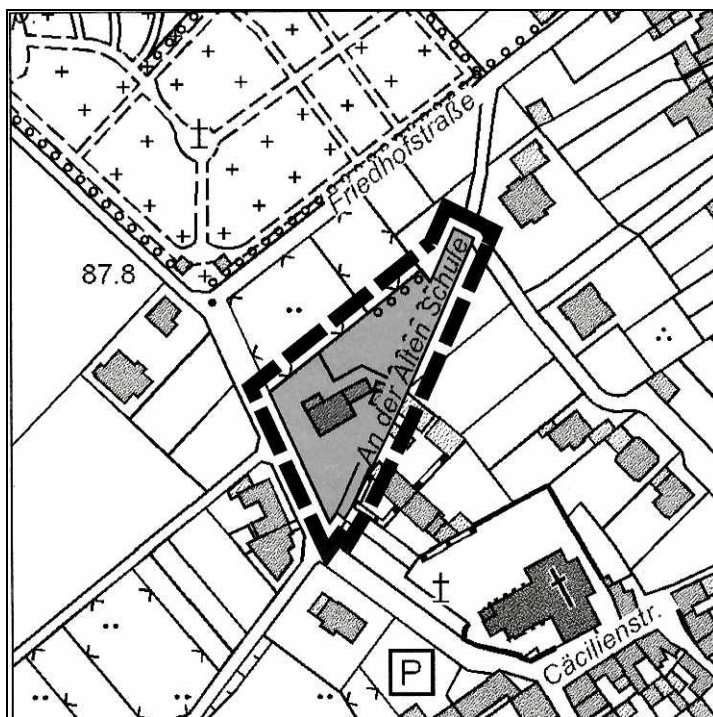 Friedhofstraße
87.8
An der Alten Schule
P
Cäcilienstr.